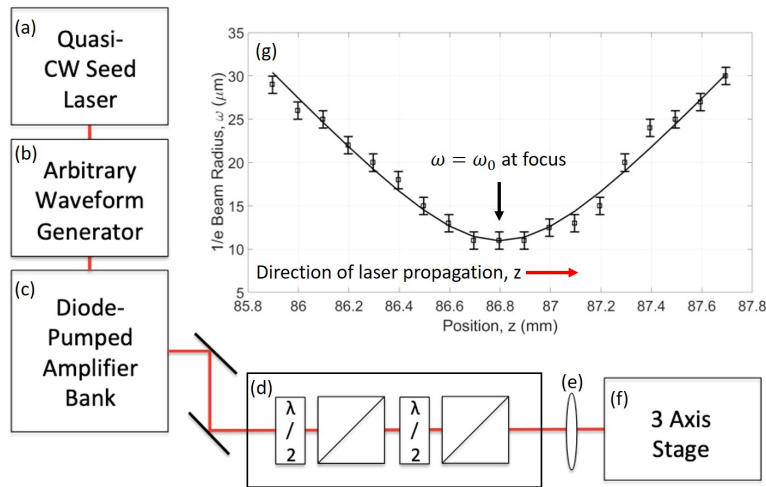 (a)
Quasi-
CW Seed
Laser
(b)
Arbitrary
Waveform
Generator
(c)
Diode-
Pumped
Amplifier
Bank
(g)
1/e Beam Radius, ω (μm)
35
30
25
20
15
10
5
ω = ω₀ at focus
Direction of laser propagation, z
85.8 86 86.2 86.4 86.6 86.8 87 87.2 87.4 87.6 87.8
Position, z (mm)
(d)
λ
/
2
λ
/
2
(e)
(f)
3 Axis
Stage